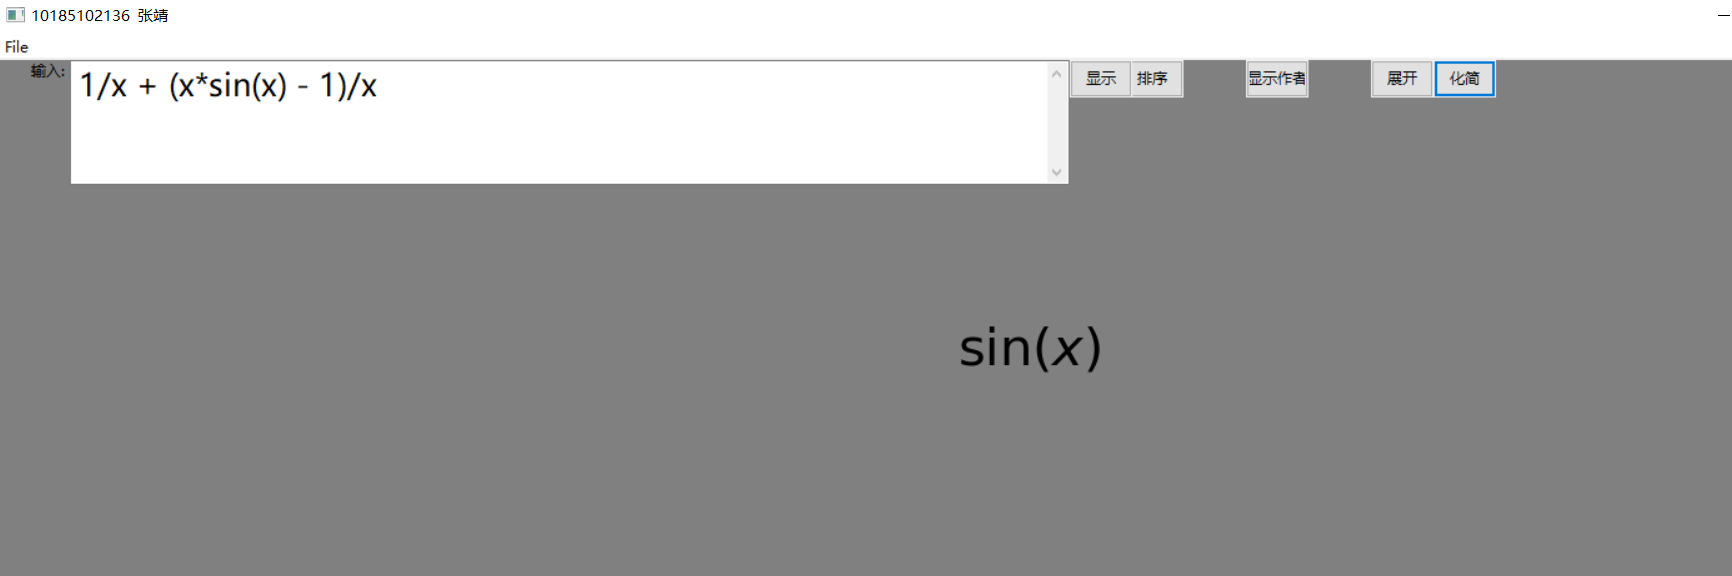 10185102136 张靖
File
输入: 1/x + (x*sin(x) - 1)/x 显示 排序 显示作者 展开 化简
sin(x)